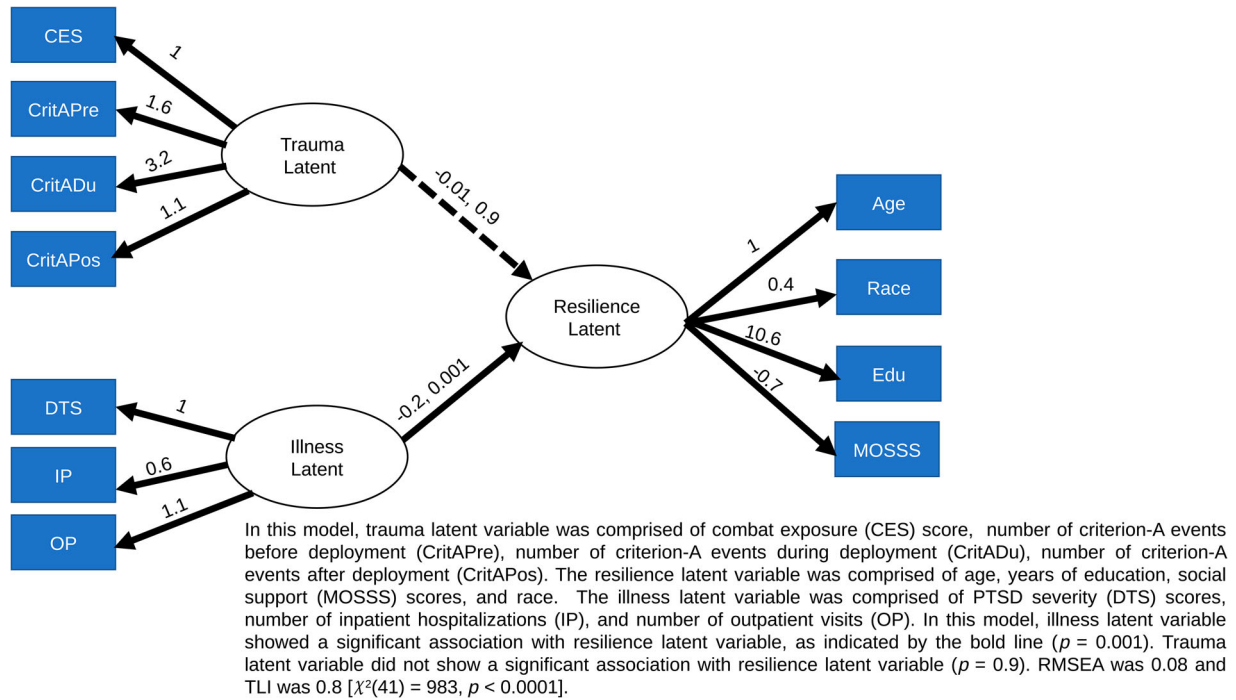 CES
CritAPre
CritADu
CritAPos
1
1.6
3.2
1.1
Trauma
Latent
-0.01, 0.9
DTS
IP
OP
1
0.6
1.1
Illness
Latent
-0.2, 0.001
Resilience
Latent
1
0.4
10.6
-0.7
Age
Race
Edu
MOSSS
In this model, trauma latent variable was comprised of combat exposure (CES) score, number of criterion-A events
before deployment (CritAPre), number of criterion-A events during deployment (CritADu), number of criterion-A
events after deployment (CritAPos). The resilience latent variable was comprised of age, years of education, social
support (MOSSS) scores, and race. The illness latent variable was comprised of PTSD severity (DTS) scores,
number of inpatient hospitalizations (IP), and number of outpatient visits (OP). In this model, illness latent variable
showed a significant association with resilience latent variable, as indicated by the bold line (p = 0.001). Trauma
latent variable did not show a significant association with resilience latent variable (p = 0.9). RMSEA was 0.08 and
TLI was 0.8 [χ²(41) = 983, p < 0.0001].